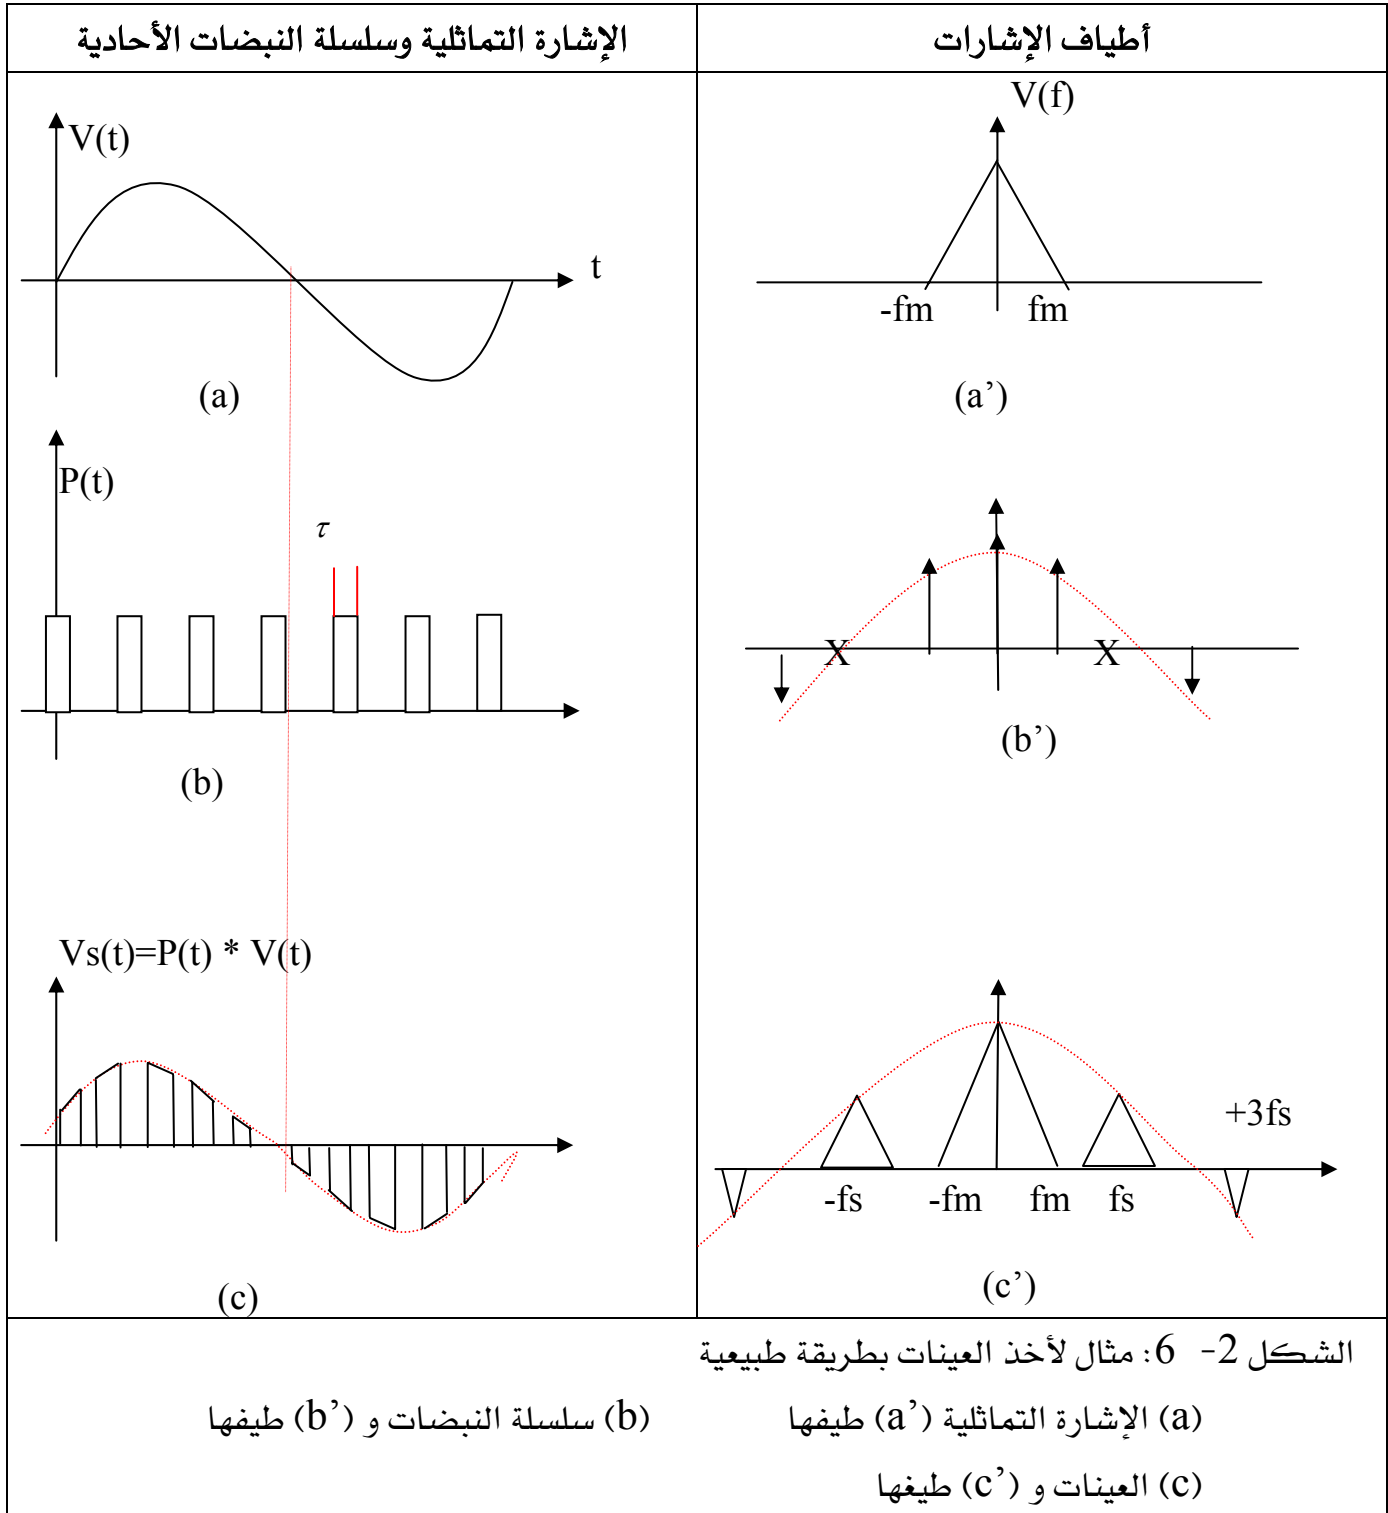 أطياف الإشارات
الإشارة التماثلية وسلسلة النبضات الأحادية
V(t)
t
(a)
V(f)
-fm fm
(a’)
P(t)
τ
(b)
X X
(b’)
Vs(t)=P(t) * V(t)
(c)
+3fs
-fs -fm fm fs
(c’)
الشكل 2- 6: مثال لأخذ العينات بطريقة طبيعية
(a) الإشارة التماثلية (a’) طيفها (b) سلسلة النبضات و (b’) طيفها
(c) العينات و (c’) طيغها